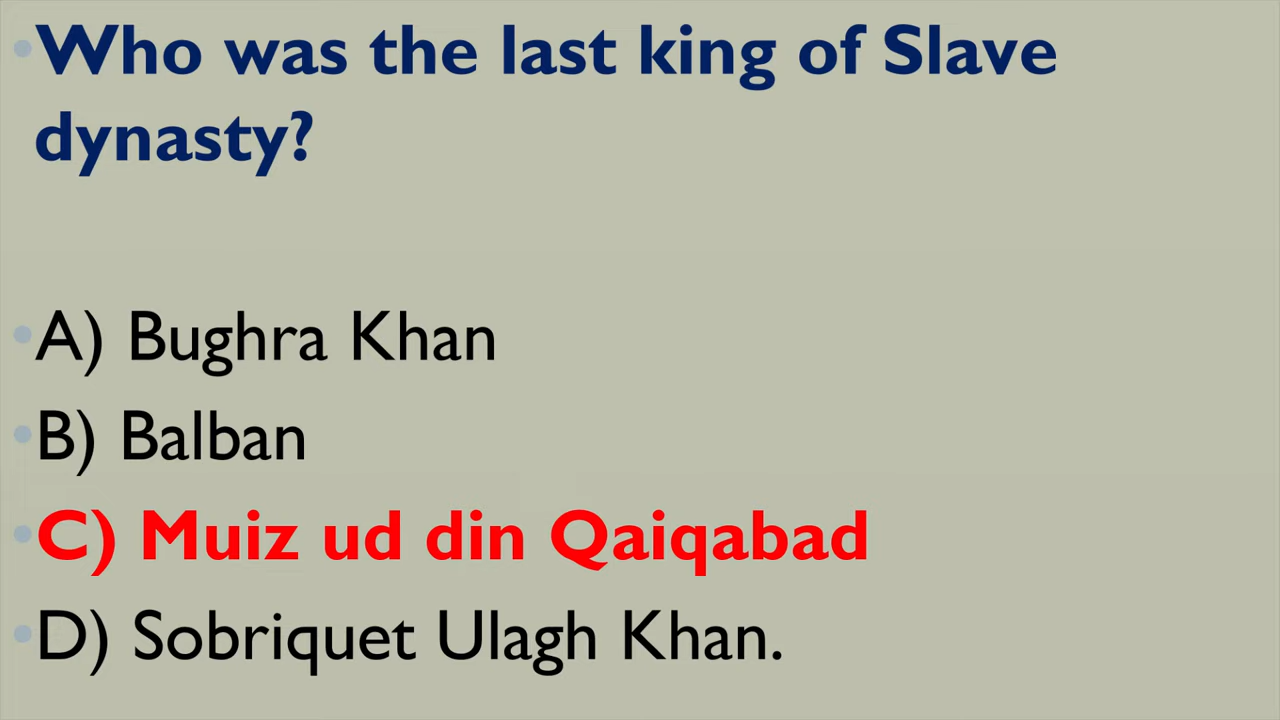 •Who was the last king of Slave
dynasty?
•A) Bughra Khan
•B) Balban
•C) Muiz ud din Qaiqabad
•D) Sobriquet Ulagh Khan.